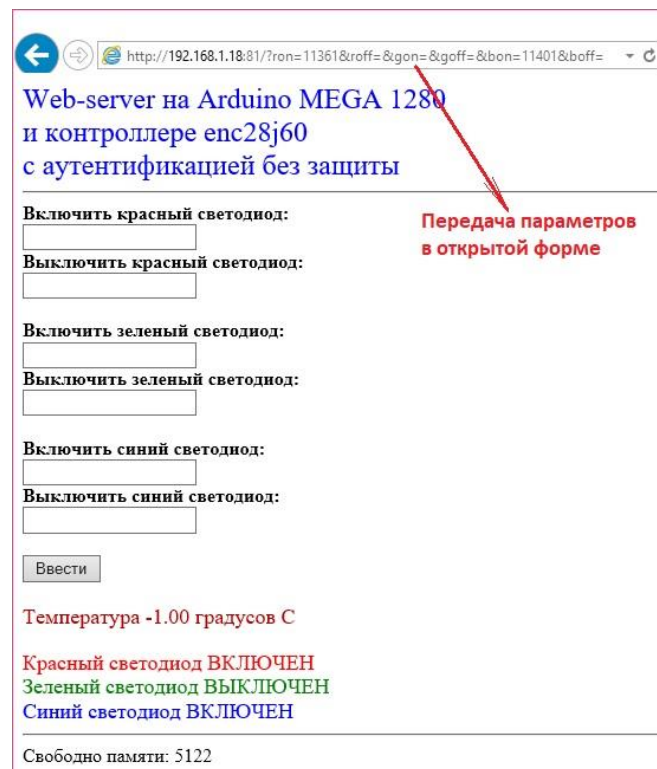 http://192.168.1.18:81/?ron=11361&roff=&gon=&goff=&bon=11401&boff=
Web-server на Arduino MEGA 1280
и контроллере enc28j60
с аутентификацией без защиты
Включить красный светодиод:
Передача параметров
в открытой форме
Выключить красный светодиод:
Включить зеленый светодиод:
Выключить зеленый светодиод:
Включить синий светодиод:
Выключить синий светодиод:
Ввести
Температура -1.00 градусов С
Красный светодиод ВКЛЮЧЕН
Зеленый светодиод ВЫКЛЮЧЕН
Синий светодиод ВКЛЮЧЕН
Свободно памяти: 5122